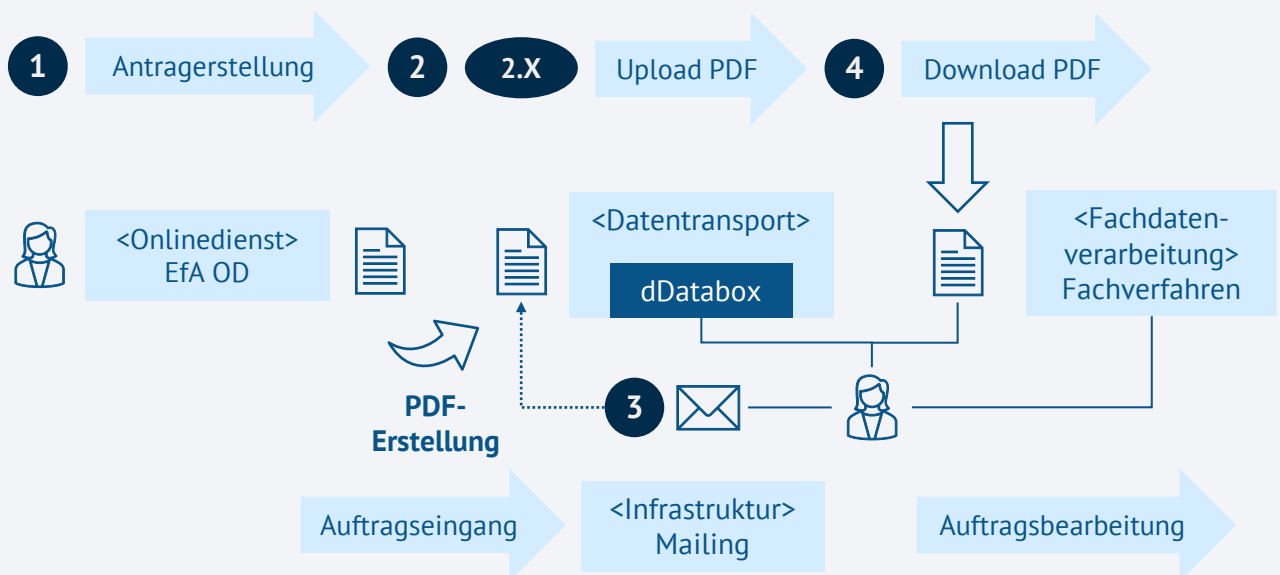 1
Antragerstellung
2
2.X
Upload PDF
4
Download PDF
<Onlinedienst>
EfA OD
<Datentransport>
dDatabox
<Fachdaten-
verarbeitung>
Fachverfahren
PDF-
Erstellung
3
Auftragseingang
<Infrastruktur>
Mailing
Auftragsbearbeitung